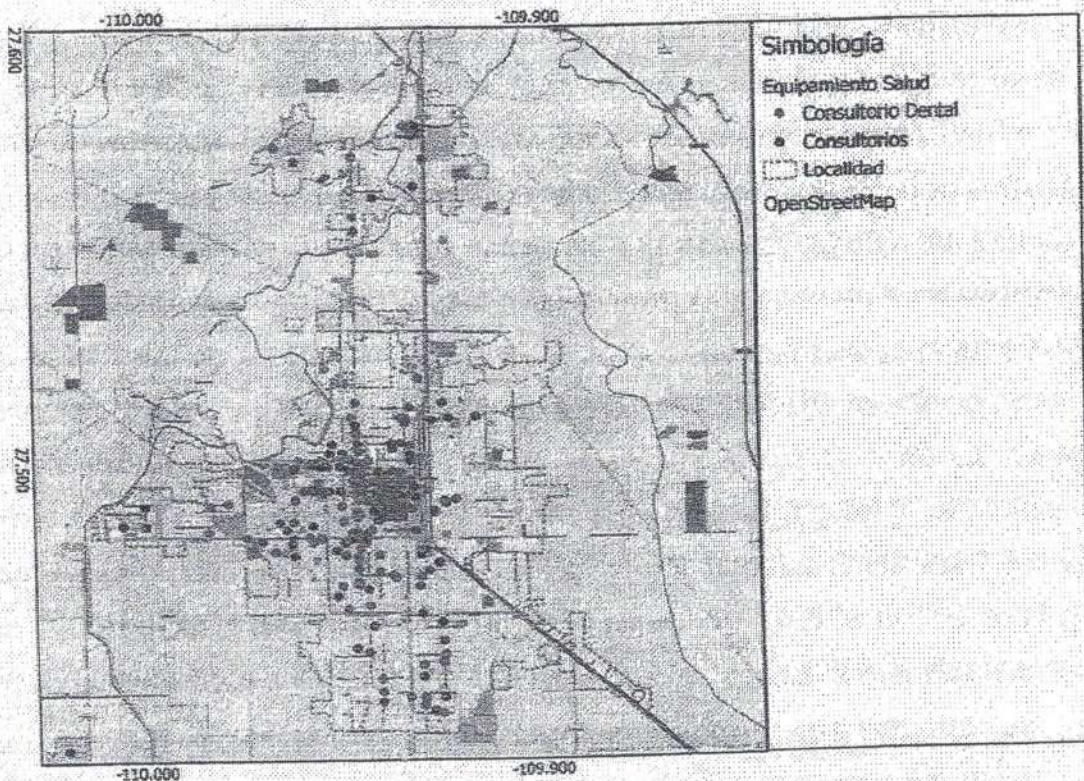 -110.000
-109.900
27.600
Simbología
Equipamiento Salud
Consultorio Dental
Consultorios
Localidad
OpenStreetMap
27.500
-110.000
-109.900